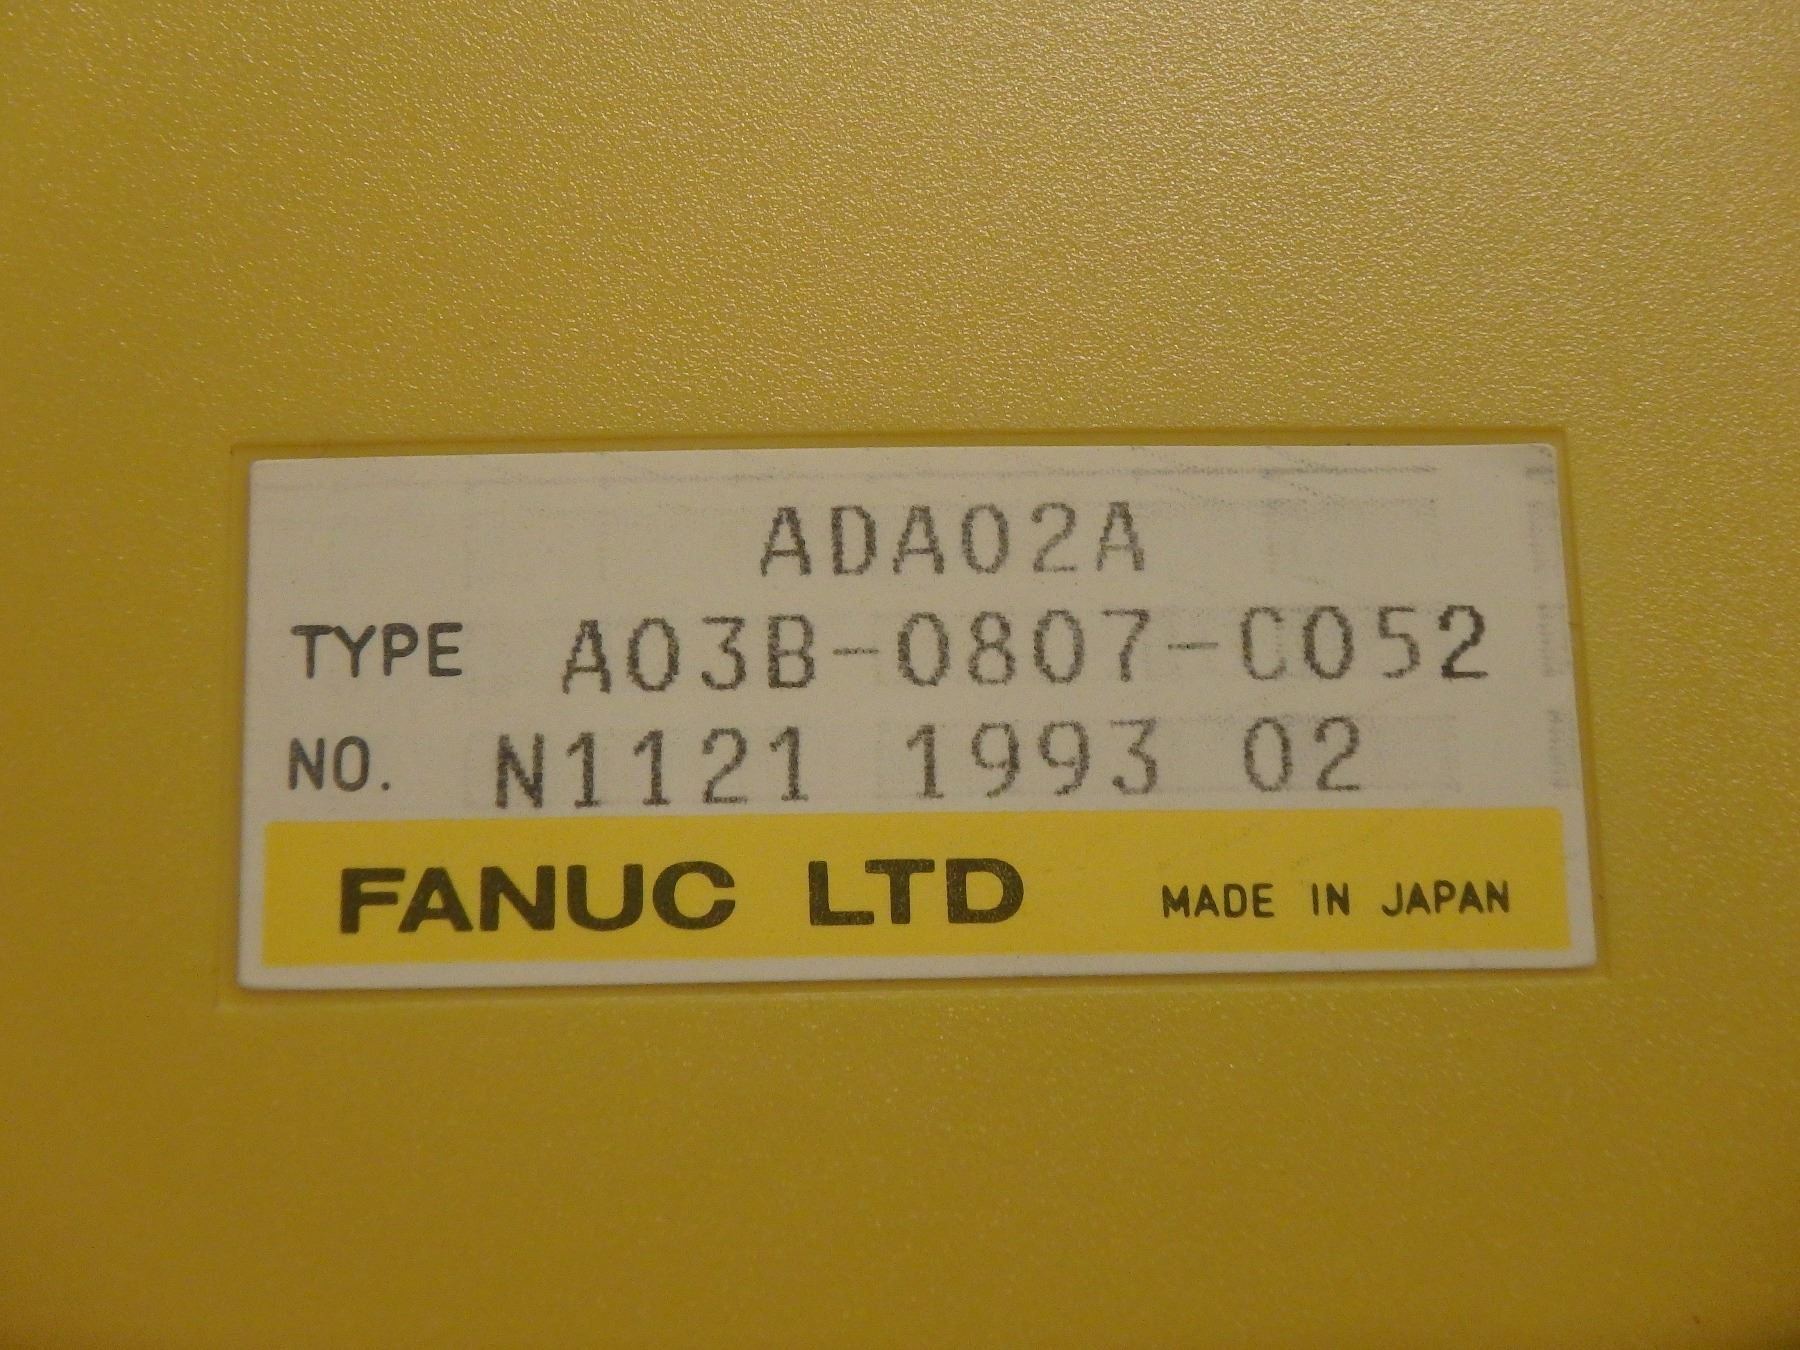 ADA02A
TYPE A03B-0807-C052
NO. N1121 1993 02
FANUC LTD MADE IN JAPAN